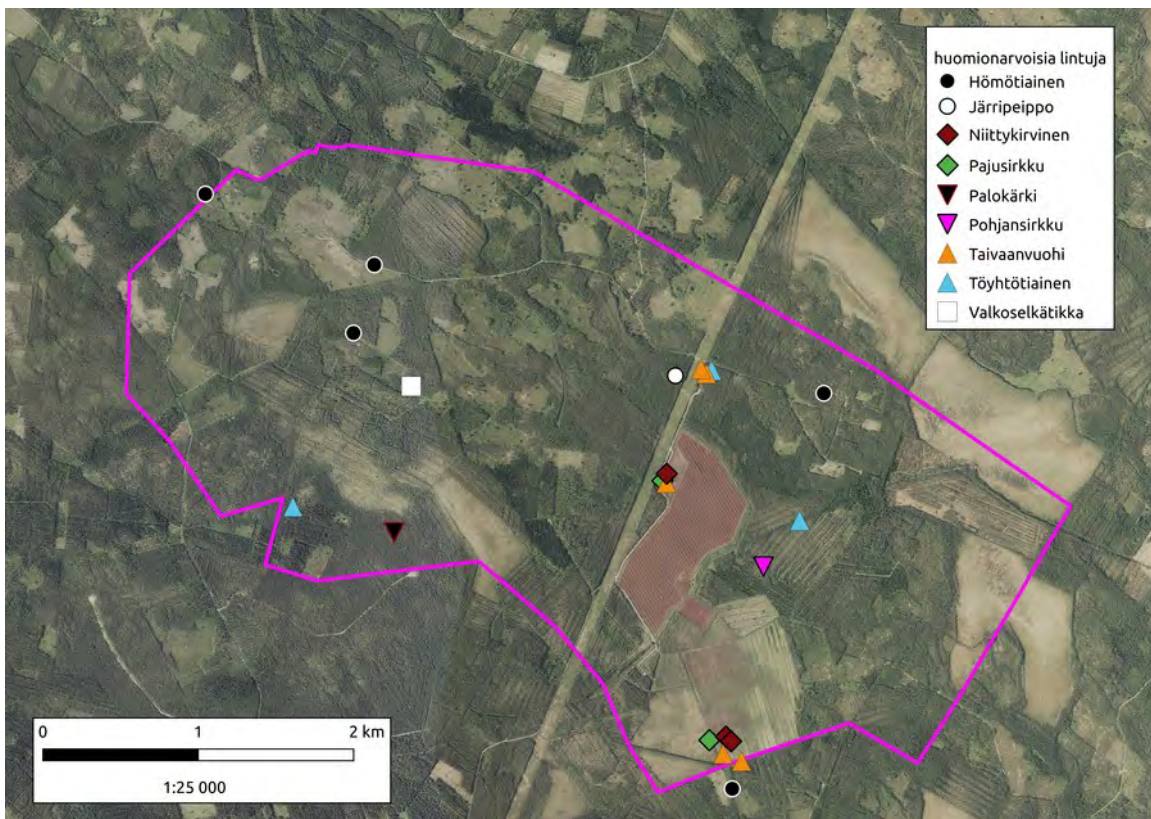 huomionarvoisia lintuja
Hömötiainen
Järripeippo
Niittykirvinen
Pajusirkku
Palokärki
Pohjansirkku
Taivaanvuohi
Töyhtötiainen
Valkoselkätikka
0 1 2 km
1:25 000